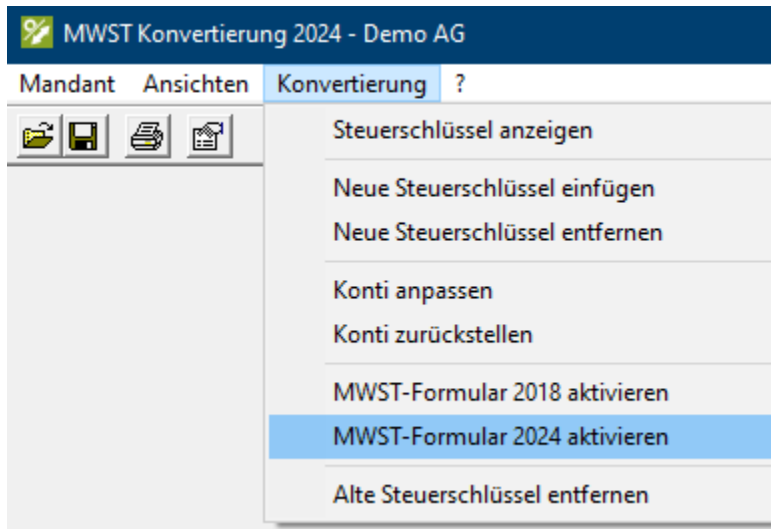 MWST Konvertierung 2024 - Demo AG
Mandant Ansichten Konvertierung ?
Steuerschlüssel anzeigen
Neue Steuerschlüssel einfügen
Neue Steuerschlüssel entfernen
Konti anpassen
Konti zurückstellen
MWST-Formular 2018 aktivieren
MWST-Formular 2024 aktivieren
Alte Steuerschlüssel entfernen